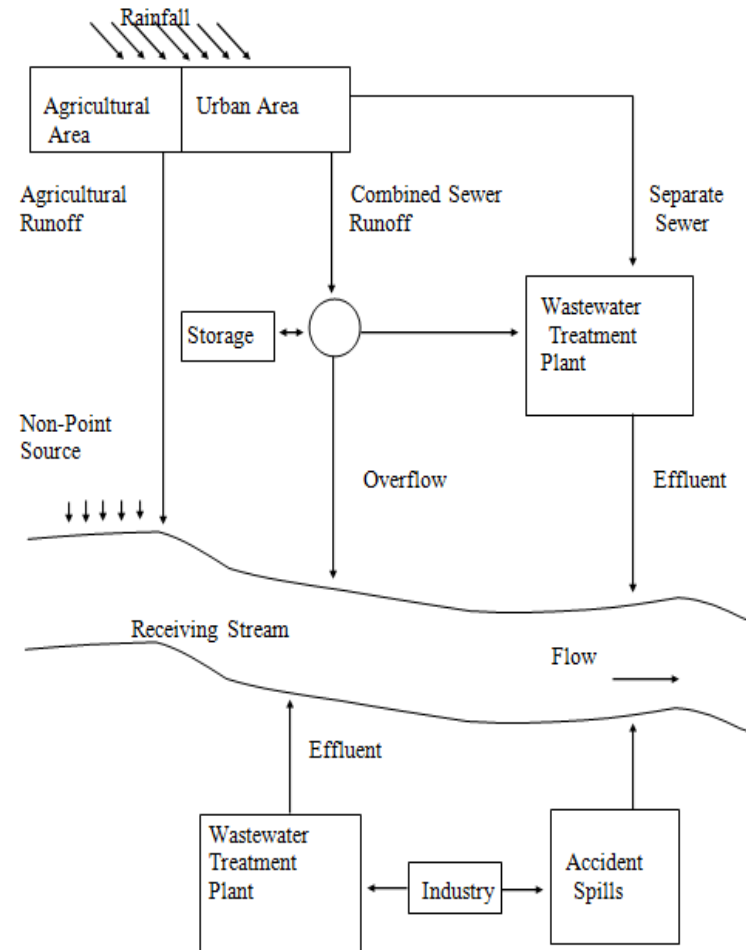 Rainfall
Agricultural
Area
Urban Area
Agricultural
Runoff
Combined Sewer
Runoff
Separate
Sewer
Storage
Wastewater
Treatment
Plant
Non-Point
Source
Overflow
Effluent
Receiving Stream
Flow
Effluent
Wastewater
Treatment
Plant
Industry
Accident
Spills